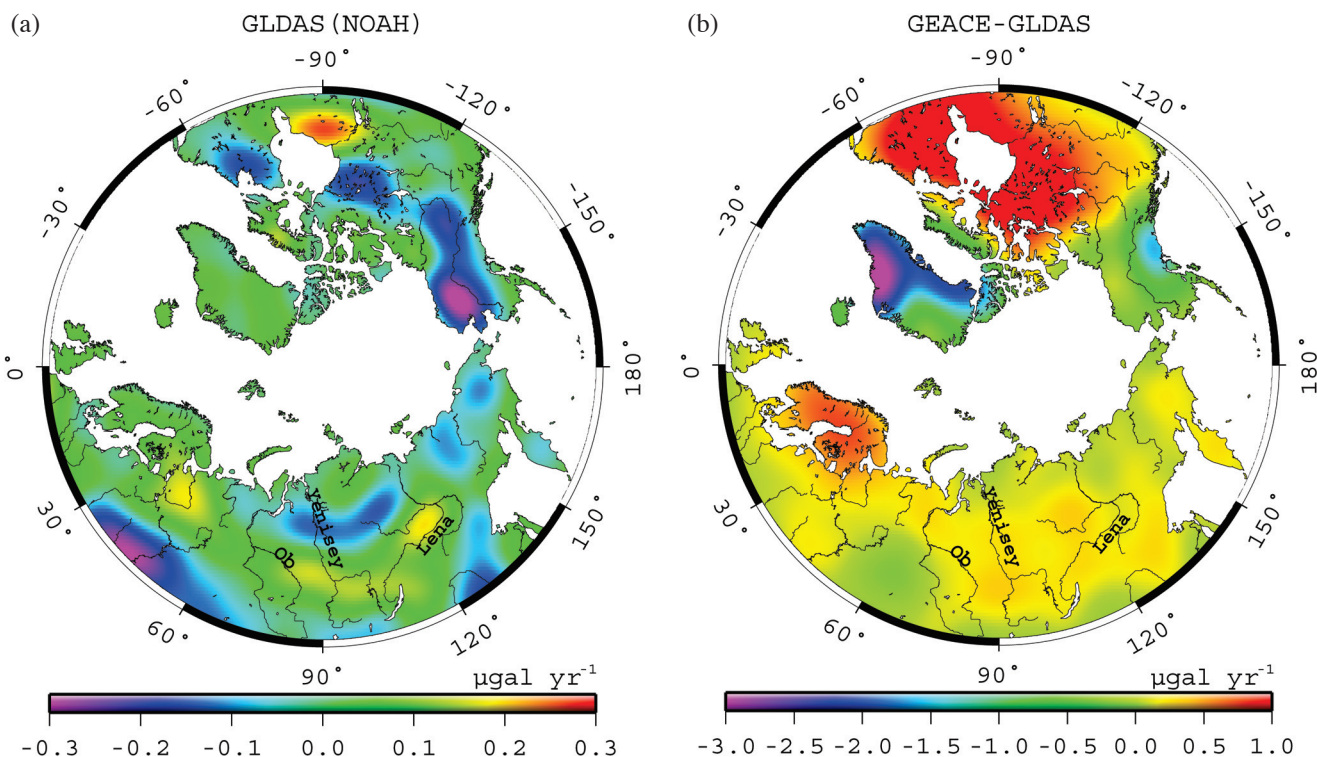 (a)
GLDAS(NOAH)
-90°
-60°
-120°
-30°
-150°
0°
180°
30°
150°
60°
120°
90°
Ob
yenisey
Lena
µgal yr-1
-0.3 -0.2 -0.1 0.0 0.1 0.2 0.3
(b)
GEACE-GLDAS
-90°
-60°
-120°
-30°
-150°
0°
180°
30°
150°
60°
120°
90°
Ob
yenisey
Lena
µgal yr-1
-3.0 -2.5 -2.0 -1.5 -1.0 -0.5 0.0 0.5 1.0